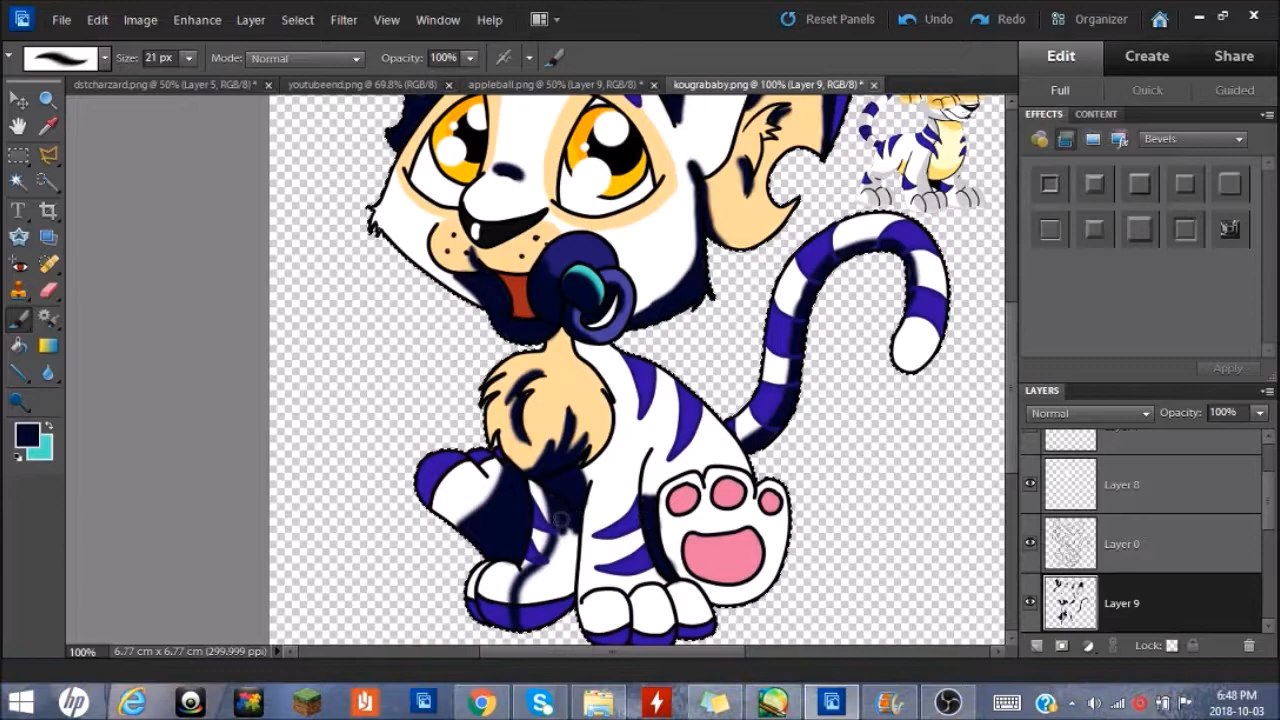 File Edit Image Enhance Layer Select Filter View Window Help Reset Panels Undo Redo Organizer
Size: 21 px Mode: Normal Opacity: 100% Edit Create Share
dstcharzard.png @ 50% (Layer 5, RGB/8) * youtubeend.png @ 69.8% (RGB/8) appleball.png @ 50% (Layer 9, RGB/8) * kougrababy.png @ 100% (Layer 9, RGB/8) * Full Quick Guided
EFFECTS CONTENT
Bevels
Apply
LAYERS
Normal Opacity: 100%
Layer 8
Layer 0
Layer 9
100% 6.77 cm x 6.77 cm (299.999 ppi) Lock:
hp
6:48 PM
2018-10-03